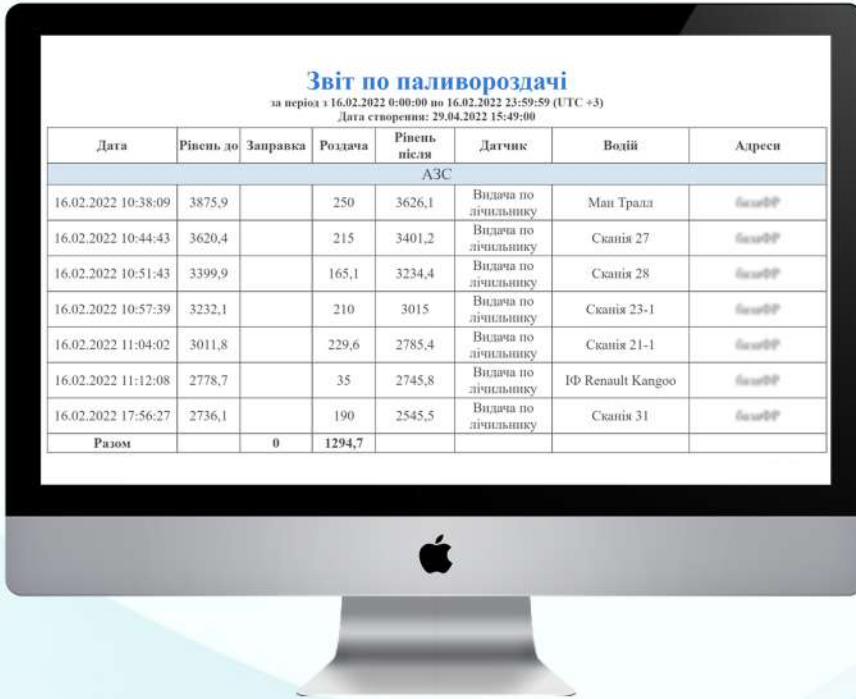 Звіт по паливороздачі
за період з 16.02.2022 0:00:00 по 16.02.2022 23:59:59 (UTC +3)
Дата створення: 29.04.2022 15:49:00
Дата Рівень до Заправка Роздача Рівень після Датчик Водій Адреси
АЗС
16.02.2022 10:38:09 3875,9 250 3626,1 Видача по лічильнику Ман Тралл
16.02.2022 10:44:43 3620,4 215 3401,2 Видача по лічильнику Сканія 27
16.02.2022 10:51:43 3399,9 165,1 3234,4 Видача по лічильнику Сканія 28
16.02.2022 10:57:39 3232,1 210 3015 Видача по лічильнику Сканія 23-1
16.02.2022 11:04:02 3011,8 229,6 2785,4 Видача по лічильнику Сканія 21-1
16.02.2022 11:12:08 2778,7 35 2745,8 Видача по лічильнику ІФ Renault Kangoo
16.02.2022 17:56:27 2736,1 190 2545,5 Видача по лічильнику Сканія 31
Разом 0 1294,7